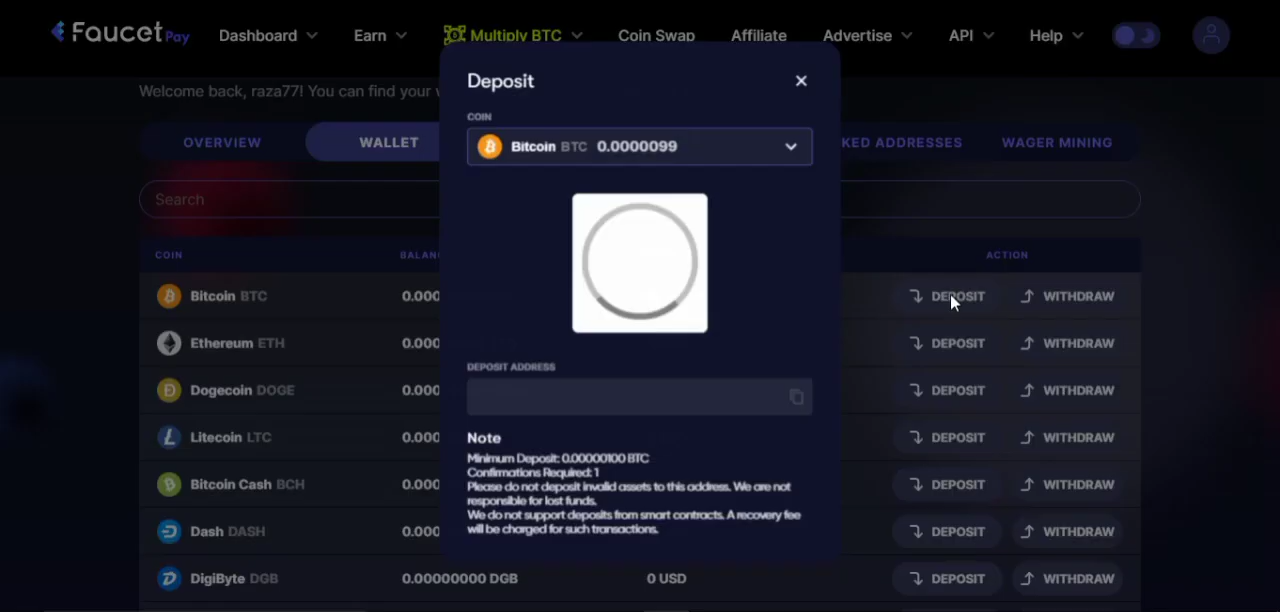 FaucetPay
Dashboard
Earn
Multiply BTC
Coin Swap
Affiliate
Advertise
API
Help
Welcome back, raza77! You can find your
OVERVIEW
WALLET
KED ADDRESSES
WAGER MINING
Search
COIN
BALAN
ACTION
Bitcoin BTC 0.000 DEPOSIT WITHDRAW
Ethereum ETH 0.000 DEPOSIT WITHDRAW
Dogecoin DOGE 0.000 DEPOSIT WITHDRAW
Litecoin LTC 0.000 DEPOSIT WITHDRAW
Bitcoin Cash BCH 0.000 DEPOSIT WITHDRAW
Dash DASH 0.000 DEPOSIT WITHDRAW
DigiByte DGB 0.00000000 DGB 0 USD DEPOSIT WITHDRAW
Deposit
COIN
Bitcoin BTC 0.0000099
DEPOSIT ADDRESS
Note
Minimum Deposit: 0.00000100 BTC
Confirmations Required: 1
Please do not deposit invalid assets to this address. We are not
responsible for lost funds.
We do not support deposits from smart contracts. A recovery fee
will be charged for such transactions.